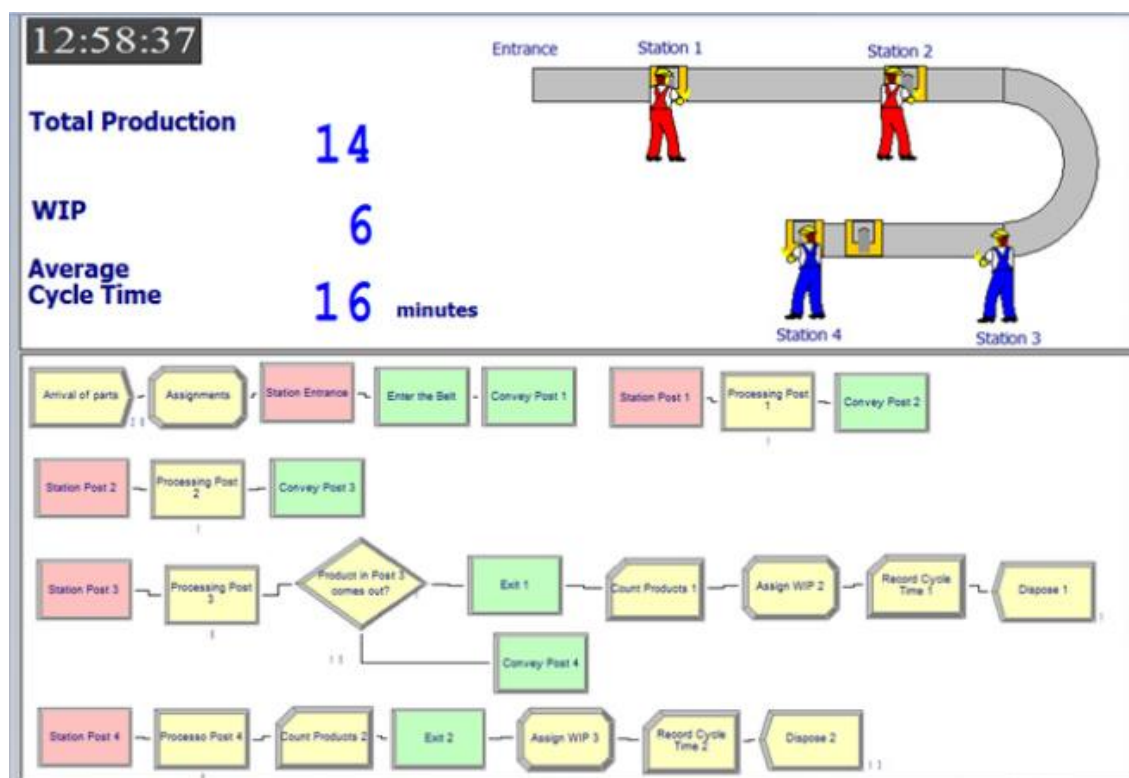 12:58:37
Entrance
Station 1
Station 2
Total Production
14
WIP
6
Average
Cycle Time
16 minutes
Station 4
Station 3
Arrival of parts
Assignments
Station Entrance
Enter the Belt
Convey Post 1
Station Post 1
Processing Post
1
Convey Post 2
Station Post 2
Processing Post
2
Convey Post 3
Station Post 3
Processing Post
3
Product in Post 3
comes out?
Exit 1
Count Products 1
Assign WIP 2
Record Cycle
Time 1
Dispose 1
Convey Post 4
Station Post 4
Processo Post 4
Count Products 2
Exit 2
Assign WIP 3
Record Cycle
Time 2
Dispose 2